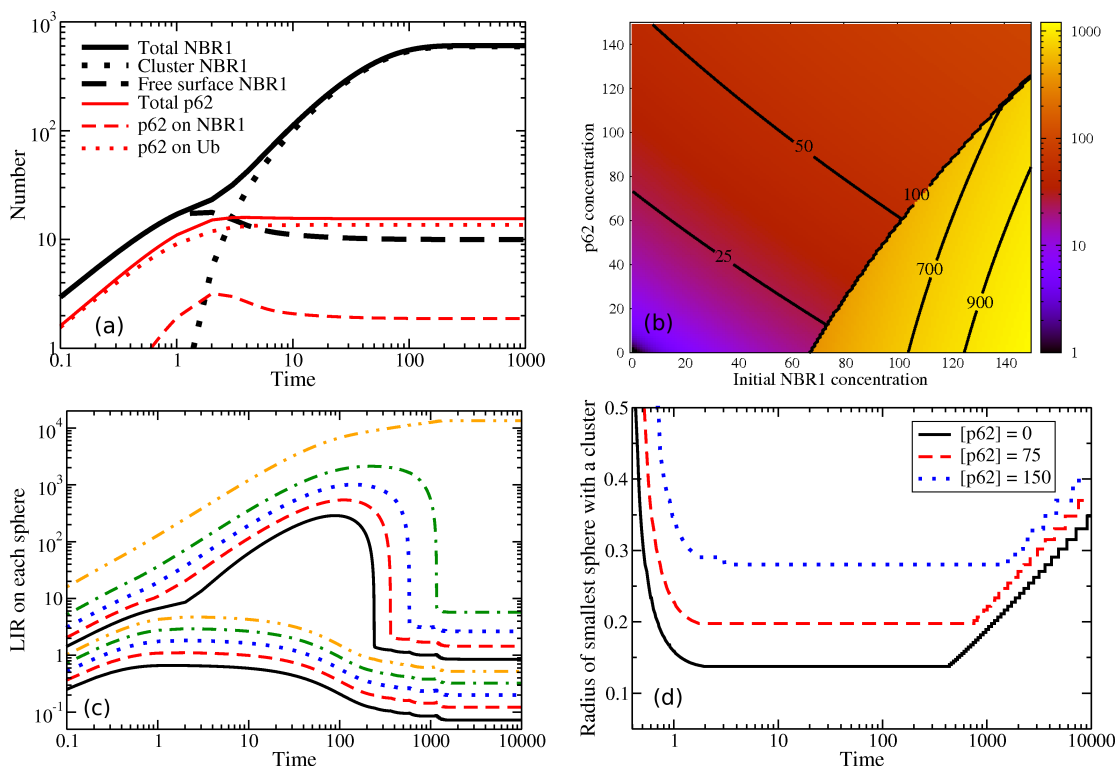 10³
10²
10
1
Number
Total NBR1
Cluster NBR1
Free surface NBR1
Total p62
p62 on NBR1
p62 on Ub
(a)
0.1 1 10 100 1000
Time
140
120
100
80
60
40
20
0
p62 concentration
50
25
100
700
900
(b)
0 20 40 60 80 100 120 140
Initial NBR1 concentration
1000
100
10
1
10⁴
10³
10²
10
1
10⁻¹
LIR on each sphere
(c)
0.1 1 10 100 1000 10000
Time
0.5
0.4
0.3
0.2
0.1
Radius of smallest sphere with a cluster
[p62] = 0
[p62] = 75
[p62] = 150
(d)
1 10 100 1000 10000
Time